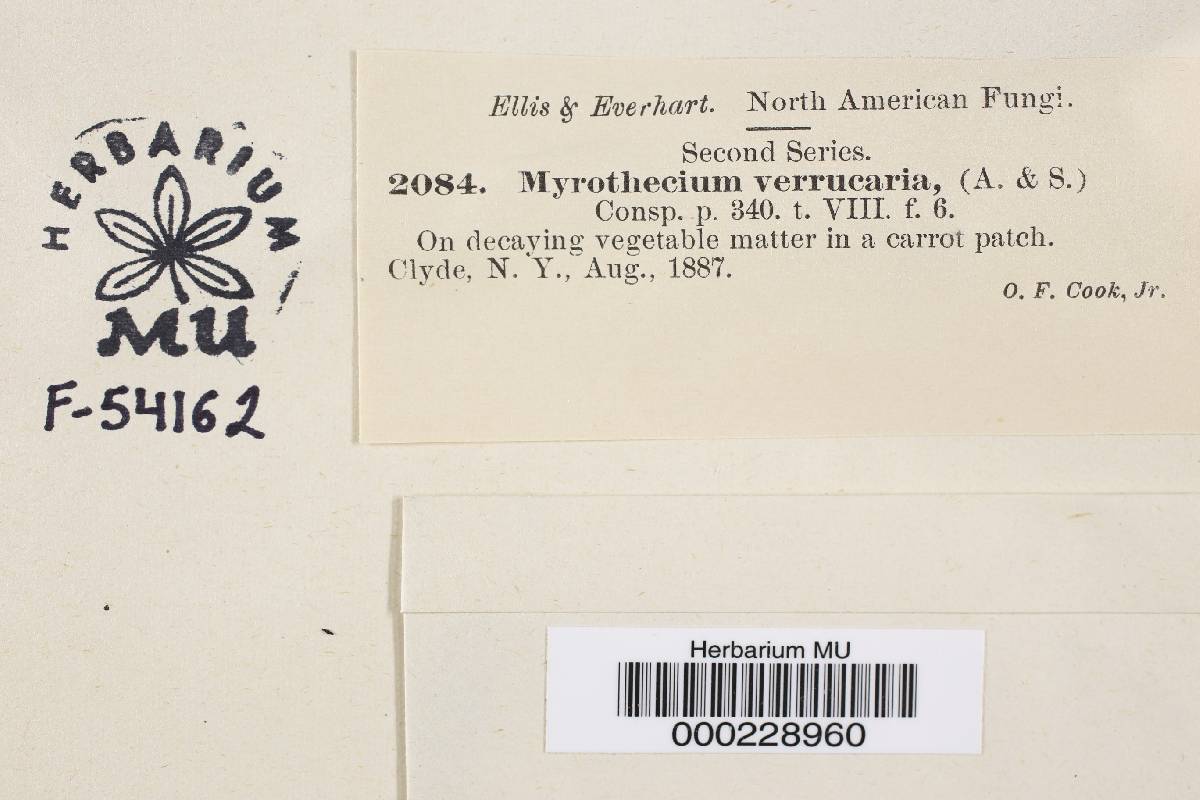 HERBARIUM
MU
F-54162
Ellis & Everhart. North American Fungi.
Second Series.
2084. Myrothecium verrucaria, (A. & S.)
Consp. p. 340. t. VIII. f. 6.
On decaying vegetable matter in a carrot patch.
Clyde, N. Y., Aug., 1887.
O. F. Cook, Jr.
Herbarium MU
000228960